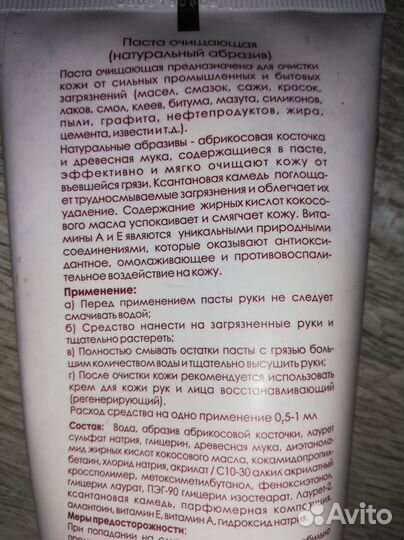 Паста очищающая
(натуральный абразив)
Паста очищающая предназначена для очистки
кожи от сильных промышленных и бытовых
загрязнений (масел, смазок, сажи, красок,
лаков, смол, клеев, битума, мазута, силиконов,
пыли, графита, нефтепродуктов, жира,
цемента, извести и т.д.).
Натуральные абразивы - абрикосовая косточка
и древесная мука, содержащиеся в пасте,
эффективно и мягко очищают кожу от
въевшейся грязи. Ксантановая камедь поглоща-
ет трудносмываемые загрязнения и облегчает их
удаление. Содержание жирных кислот кокосо-
вого масла успокаивает и смягчает кожу. Вита-
мины А и Е являются уникальными природными
соединениями, которые оказывают антиокси-
дантное, омолаживающее и противовоспали-
тельное воздействие на кожу.
Применение:
а) Перед применением пасты руки не следует
смачивать водой;
б) Средство нанести на загрязненные руки и
тщательно растереть;
в) Полностью смывать остатки пасты с грязью боль-
шим количеством воды и тщательно высушить руки;
г) После очистки кожи рекомендуется использовать
крем для кожи рук и лица восстанавливающий
(регенерирующий).
Расход средства на одно применение 0,5-1 мл
Состав: Вода, абразив абрикосовой косточки, лаурет
сульфат натрия, глицерин, древесная мука, диэтанола-
мид жирных кислот кокосового масла, кокамидопропил-
бетаин, хлорид натрия, акрилат / С10-30 алкил акрилатный
кроссполимер, метоксиметилбутанол, феноксиэтанол,
глицерил лаурат, ПЭГ-90 глицерил изостеарат, лаурет-2,
ксантановая камедь, парфюмерная композиция,
аллантоин, витамин Е, витамин А, гидроксид натрия
Меры предосторожности:
При попадании на
Avito